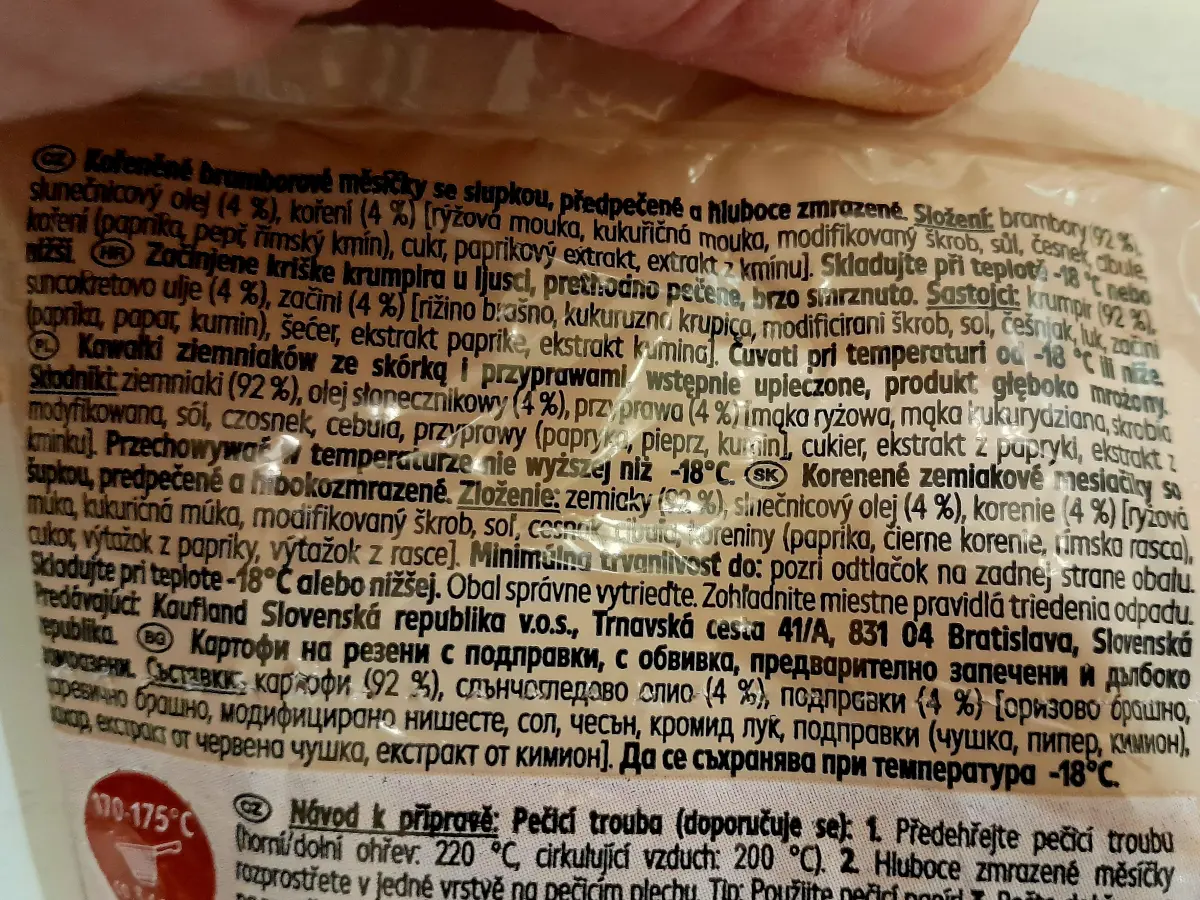 CZ Kořeněné bramborové měsíčky se slupkou, předpečené a hluboce zmrazené. Složení: brambory (92 %),
slunečnicový olej (4 %), koření (4 %) [rýžová mouka, kukuřičná mouka, modifikovaný škrob, sůl, česnek, cibule,
koření (paprika, pepř, římský kmín), cukr, paprikový extrakt, extrakt z kmínu]. Skladujte při teplotě -18 °C nebo
nižší. HR Začinjene kriške krumpira u ljusci, prethodno pečene, brzo smrznuto. Sastojci: krumpir (92 %),
suncokretovo ulje (4 %), začini (4 %) [rižino brašno, kukuruzna krupica, modificirani škrob, sol, češnjak, luk, začini
(paprika, papar, kumin), šećer, ekstrakt paprike, ekstrakt kumina]. Čuvati pri temperaturi od -18 °C ili niže.
PL Kawałki ziemniaków ze skórką i przyprawami, wstępnie upieczone, produkt głęboko mrożony.
Składniki: ziemniaki (92 %), olej słonecznikowy (4 %), przyprawa (4 %) [mąka ryżowa, mąka kukurydziana, skrobia
modyfikowana, sól, czosnek, cebula, przyprawy (papryka, pieprz, kumin), cukier, ekstrakt z papryki, ekstrakt z
kminku]. Przechowywać w temperaturze nie wyższej niż -18°C. SK Korenené zemiakové mesiačiky so
šupkou, predpečené a hlbokozmrazené. Zloženie: zemiaky (92 %), slnečnicový olej (4 %), korenie (4 %) [ryžová
múka, kukuričná múka, modifikovaný škrob, soľ, cesnak, cibuľa, koreniny (paprika, čierne korenie, rímska rasca),
cukor, výťažok z papriky, výťažok z rasce]. Minimálna trvanlivosť do: pozri odtlačok na zadnej strane obalu.
Skladujte pri teplote -18°C alebo nižšej. Obal správne vytrieďte. Zohľadnite miestne pravidlá triedenia odpadu.
Predávajúci: Kaufland Slovenská republika v.o.s., Trnavská cesta 41/A, 831 04 Bratislava, Slovenská
republika. BG Картофи на резени с подправки, с обвивка, предварително запечени и дълбоко
замразени. Съставки: картофи (92 %), слънчогледово олио (4 %), подправки (4 %) [оризово брашно,
царевично брашно, модифицирано нишесте, сол, чесън, кромид лук, подправки (чушка, пипер, кимион),
захар, екстракт от червена чушка, екстракт от кимион]. Да се съхранява при температура -18°C.
170-175°C
CZ Návod k přípravě: Pečicí trouba (doporučuje se): 1. Předehřejte pečicí troubu
(horní/dolní ohřev: 220 °C, cirkulující vzduch: 200 °C). 2. Hluboce zmrazené měsíčky
rozprostřete v jedné vrstvě na pečicím plechu. Tip: Použijte pečicí papír!